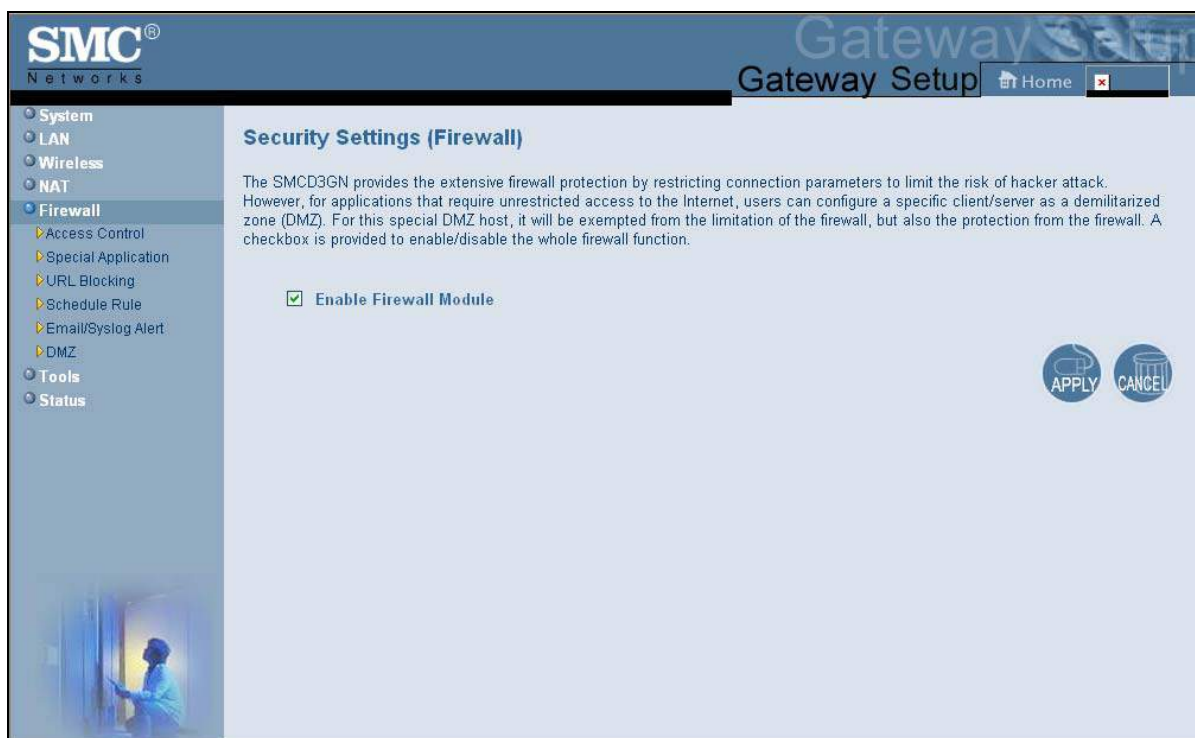 SMC®
Networks
Gateway Setup
Gateway Setup
Home
System
LAN
Wireless
NAT
Firewall
Access Control
Special Application
URL Blocking
Schedule Rule
Email/Syslog Alert
DMZ
Tools
Status
Security Settings (Firewall)
The SMCD3GN provides the extensive firewall protection by restricting connection parameters to limit the risk of hacker attack.
However, for applications that require unrestricted access to the Internet, users can configure a specific client/server as a demilitarized
zone (DMZ). For this special DMZ host, it will be exempted from the limitation of the firewall, but also the protection from the firewall. A
checkbox is provided to enable/disable the whole firewall function.
Enable Firewall Module
APPLY
CANCEL